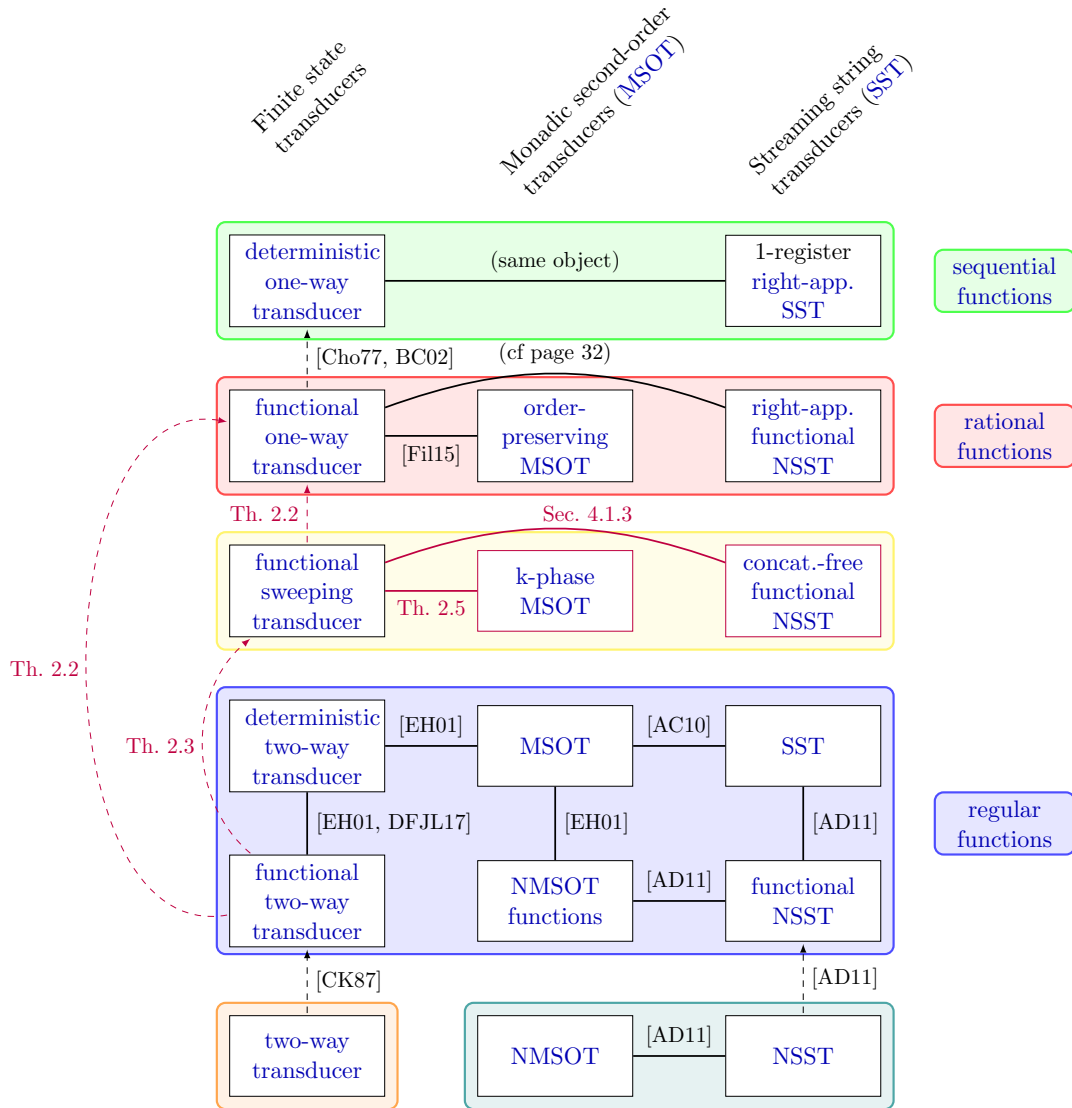 Finite state
transducers
Monadic second-order
transducers (MSOT)
Streaming string
transducers (SST)
deterministic
one-way
transducer
(same object)
1-register
right-app.
SST
sequential
functions
[Cho77, BC02]
(cf page 32)
functional
one-way
transducer
[Fil15]
order-
preserving
MSOT
right-app.
functional
NSST
rational
functions
Th. 2.2
Sec. 4.1.3
functional
sweeping
transducer
Th. 2.5
k-phase
MSOT
concat.-free
functional
NSST
Th. 2.2
Th. 2.3
deterministic
two-way
transducer
[EH01]
MSOT
[AC10]
SST
[EH01, DFJL17]
[EH01]
[AD11]
regular
functions
functional
two-way
transducer
NMSOT
functions
[AD11]
functional
NSST
[CK87]
[AD11]
two-way
transducer
NMSOT
[AD11]
NSST